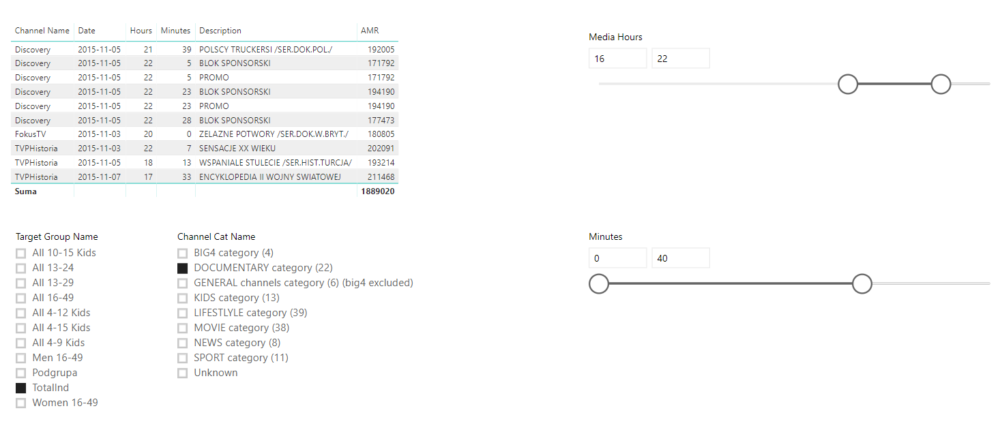 Channel Name Date Hours Minutes Description AMR
Discovery 2015-11-05 21 39 POLSCY TRUCKERSI /SER.DOK.POL./ 192005
Discovery 2015-11-05 22 5 BLOK SPONSORSKI 171792
Discovery 2015-11-05 22 5 PROMO 171792
Discovery 2015-11-05 22 23 BLOK SPONSORSKI 194190
Discovery 2015-11-05 22 23 PROMO 194190
Discovery 2015-11-05 22 28 BLOK SPONSORSKI 177473
FokusTV 2015-11-03 20 0 ZELAZNE POTWORY /SER.DOK.W.BRYT./ 180805
TVPHistoria 2015-11-03 22 7 SENSACJE XX WIEKU 202091
TVPHistoria 2015-11-05 18 13 WSPANIALE STULECIE /SER.HIST.TURCJA/ 193214
TVPHistoria 2015-11-07 17 33 ENCYKLOPEDIA II WOJNY SWIATOWEJ 211468
Suma 1889020
Media Hours
16 22
Target Group Name
All 10-15 Kids
All 13-24
All 13-29
All 16-49
All 4-12 Kids
All 4-15 Kids
All 4-9 Kids
Men 16-49
Podgrupa
TotalInd
Women 16-49
Channel Cat Name
BIG4 category (4)
DOCUMENTARY category (22)
GENERAL channels category (6) (big4 excluded)
KIDS category (13)
LIFESTLYLE category (39)
MOVIE category (38)
NEWS category (8)
SPORT category (11)
Unknown
Minutes
0 40